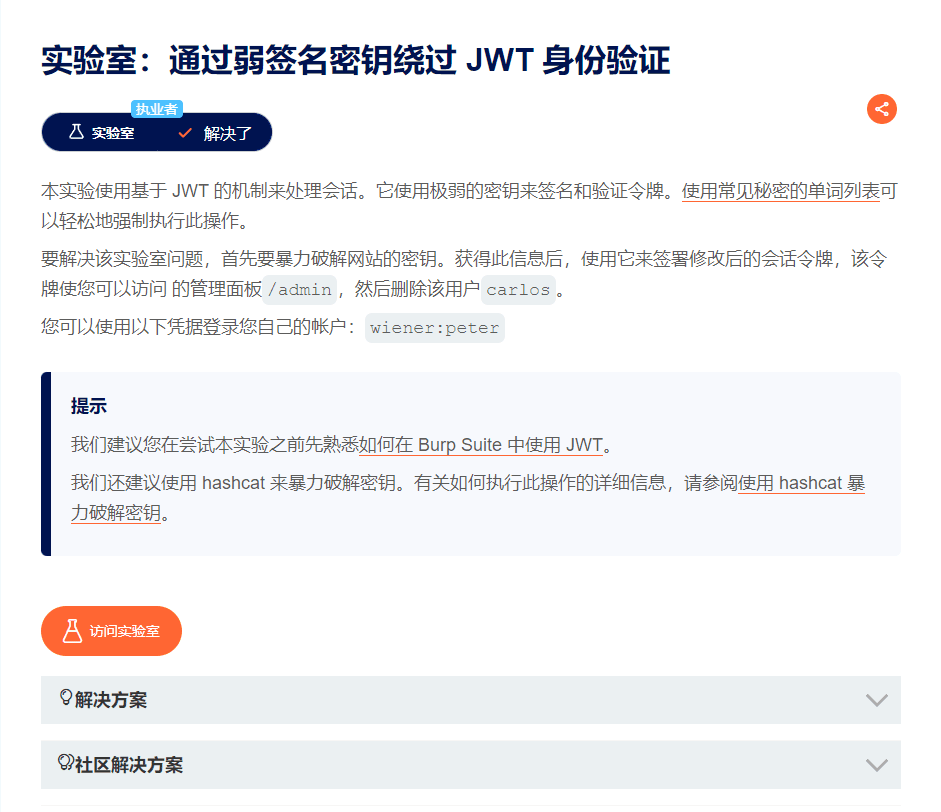 实验室：通过弱签名密钥绕过 JWT 身份验证
执业者
实验室 解决了
本实验使用基于 JWT 的机制来处理会话。它使用极弱的密钥来签名和验证令牌。使用常见秘密的单词列表可
以轻松地强制执行此操作。
要解决该实验室问题，首先要暴力破解网站的密钥。获得此信息后，使用它来签署修改后的会话令牌，该令
牌使您可以访问 的管理面板 /admin ，然后删除该用户 carlos 。
您可以使用以下凭据登录您自己的帐户： wiener:peter
提示
我们建议您在尝试本实验之前先熟悉如何在 Burp Suite 中使用 JWT。
我们还建议使用 hashcat 来暴力破解密钥。有关如何执行此操作的详细信息，请参阅使用 hashcat 暴
力破解密钥。
访问实验室
解决方案
社区解决方案